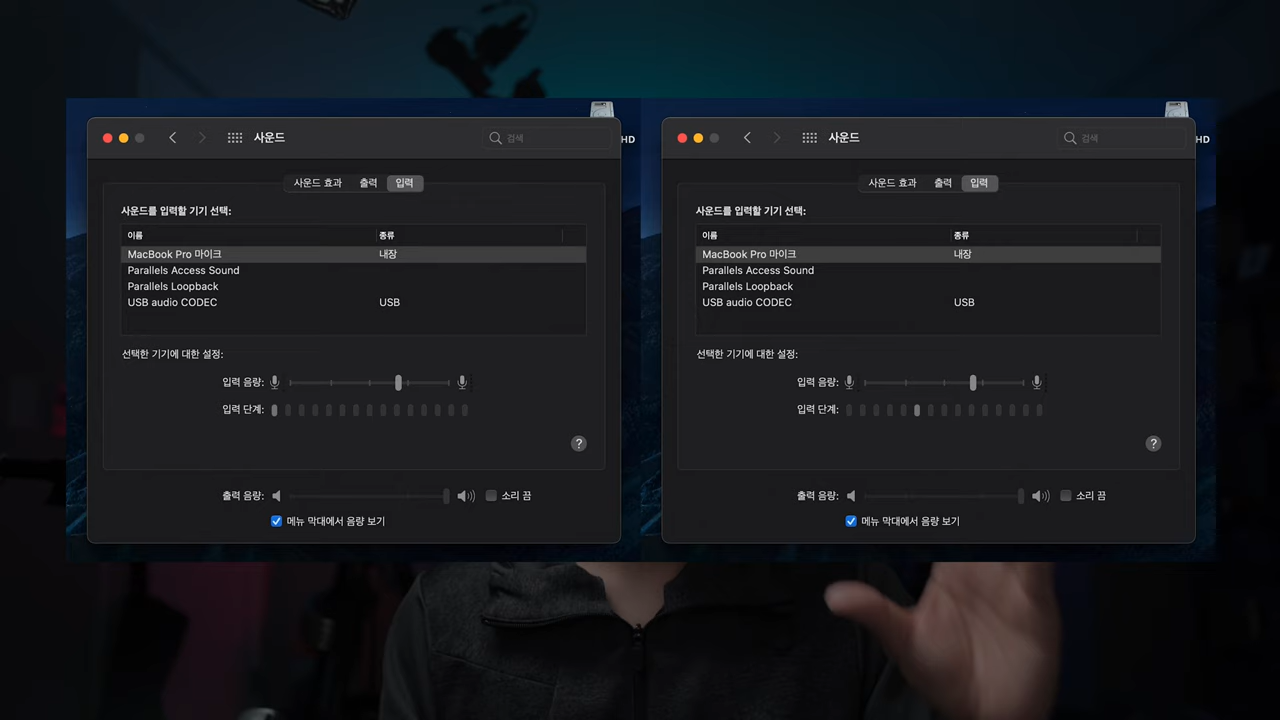 사운드
검색
HD
사운드 효과 출력 입력
사운드를 입력할 기기 선택:
이름 종류
MacBook Pro 마이크 내장
Parallels Access Sound
Parallels Loopback
USB audio CODEC USB
선택한 기기에 대한 설정:
입력 음량:
입력 단계:
?
출력 음량: 소리 끔
메뉴 막대에서 음량 보기
사운드
검색
HD
사운드 효과 출력 입력
사운드를 입력할 기기 선택:
이름 종류
MacBook Pro 마이크 내장
Parallels Access Sound
Parallels Loopback
USB audio CODEC USB
선택한 기기에 대한 설정:
입력 음량:
입력 단계:
?
출력 음량: 소리 끔
메뉴 막대에서 음량 보기